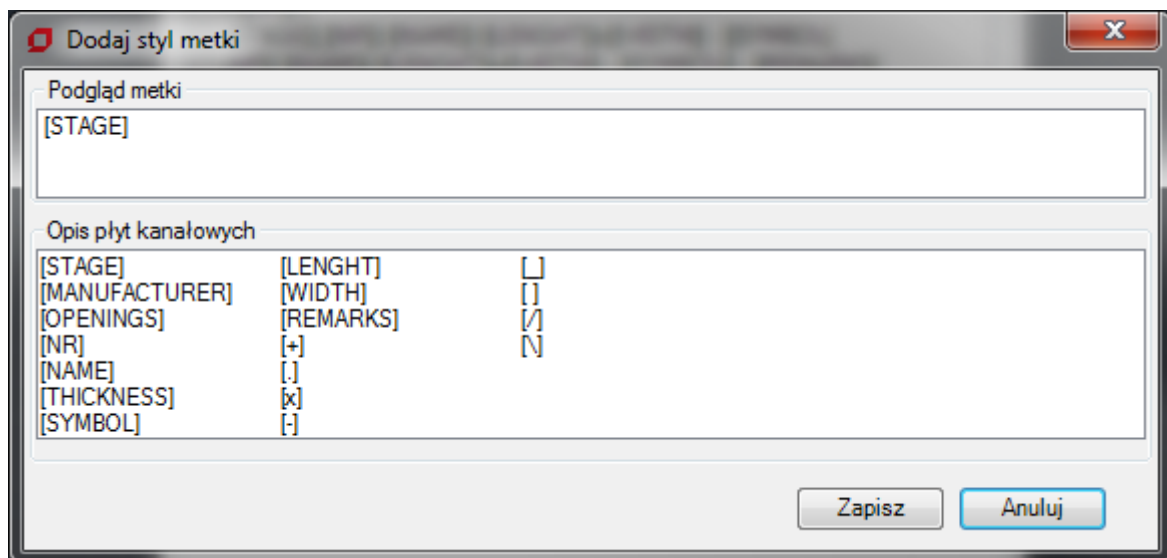 Dodaj styl metki
Podgląd metki
[STAGE]
Opis płyt kanałowych
[STAGE] [LENGHT] [_]
[MANUFACTURER] [WIDTH] [ ]
[OPENINGS] [REMARKS] [/]
[NR] [+] [\]
[NAME] [.]
[THICKNESS] [x]
[SYMBOL] [-]
Zapisz Anuluj